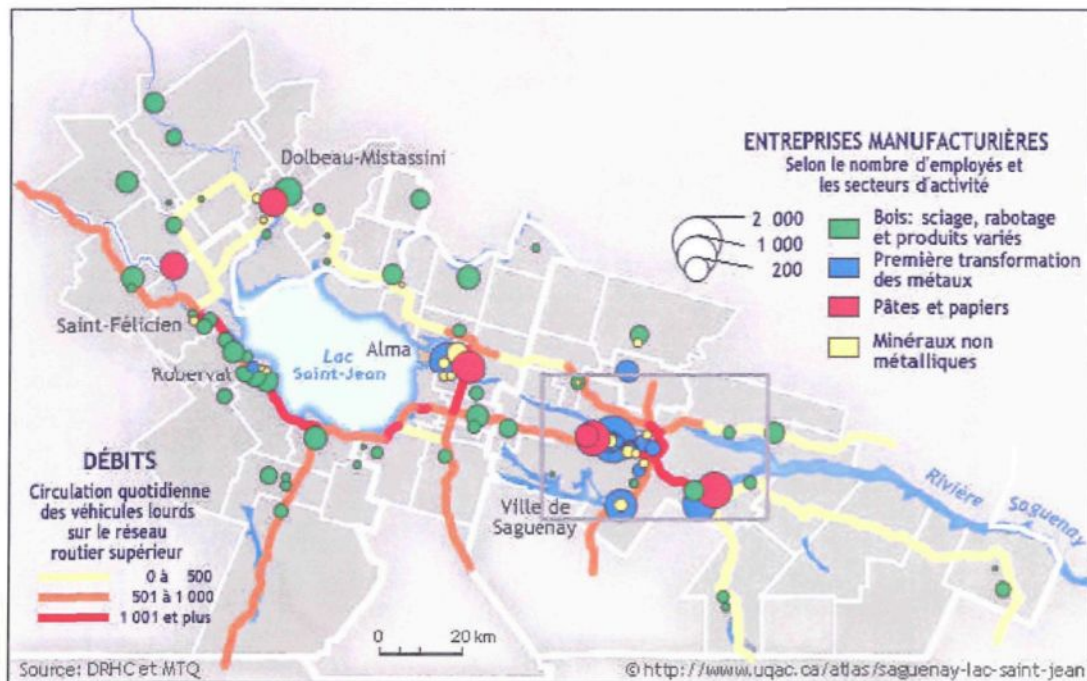 Dolbeau-Mistassini
Saint-Félicien
Roberval
Lac
Saint-Jean
Alma
Ville de
Saguenay
Rivière
Saguenay
ENTREPRISES MANUFACTURIÈRES
Selon le nombre d'employés et
les secteurs d'activité
2 000
1 000
200
Bois: sciage, rabotage
et produits variés
Première transformation
des métaux
Pâtes et papiers
Minéraux non
métalliques
DÉBITS
Circulation quotidienne
des véhicules lourds
sur le réseau
routier supérieur
0 à 500
501 à 1 000
1 001 et plus
0 20 km
Source: DRHC et MTQ
©http://www.uqac.ca/atlas/saguenay-lac-saint-jean